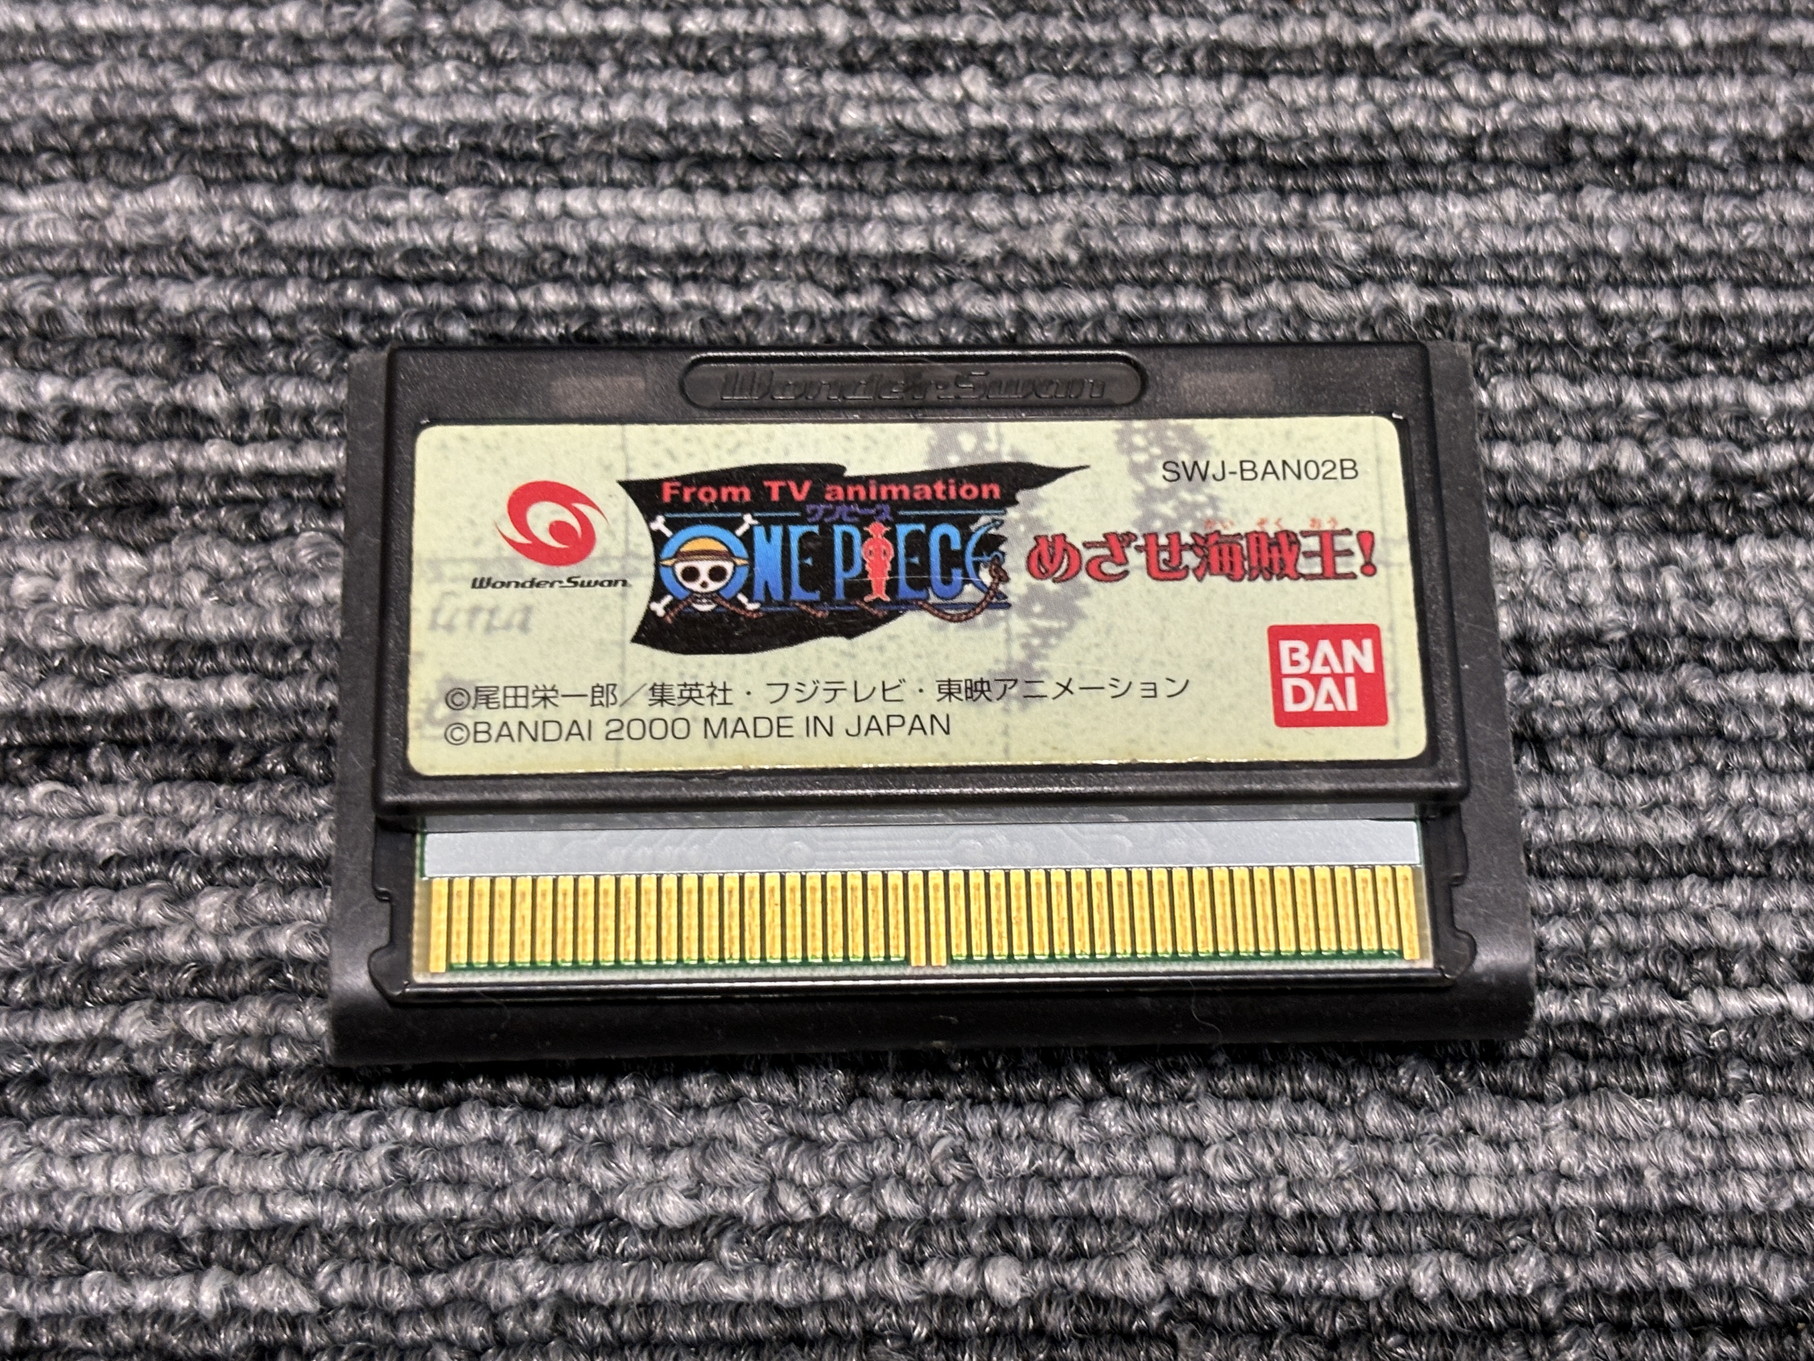 WonderSwan
SWJ-BAN02B
From TV animation
ワンピース
ONE PIECE
かいぞくおう
めざせ海賊王!
WonderSwan
BAN
DAI
©尾田栄一郎／集英社・フジテレビ・東映アニメーション
©BANDAI 2000 MADE IN JAPAN